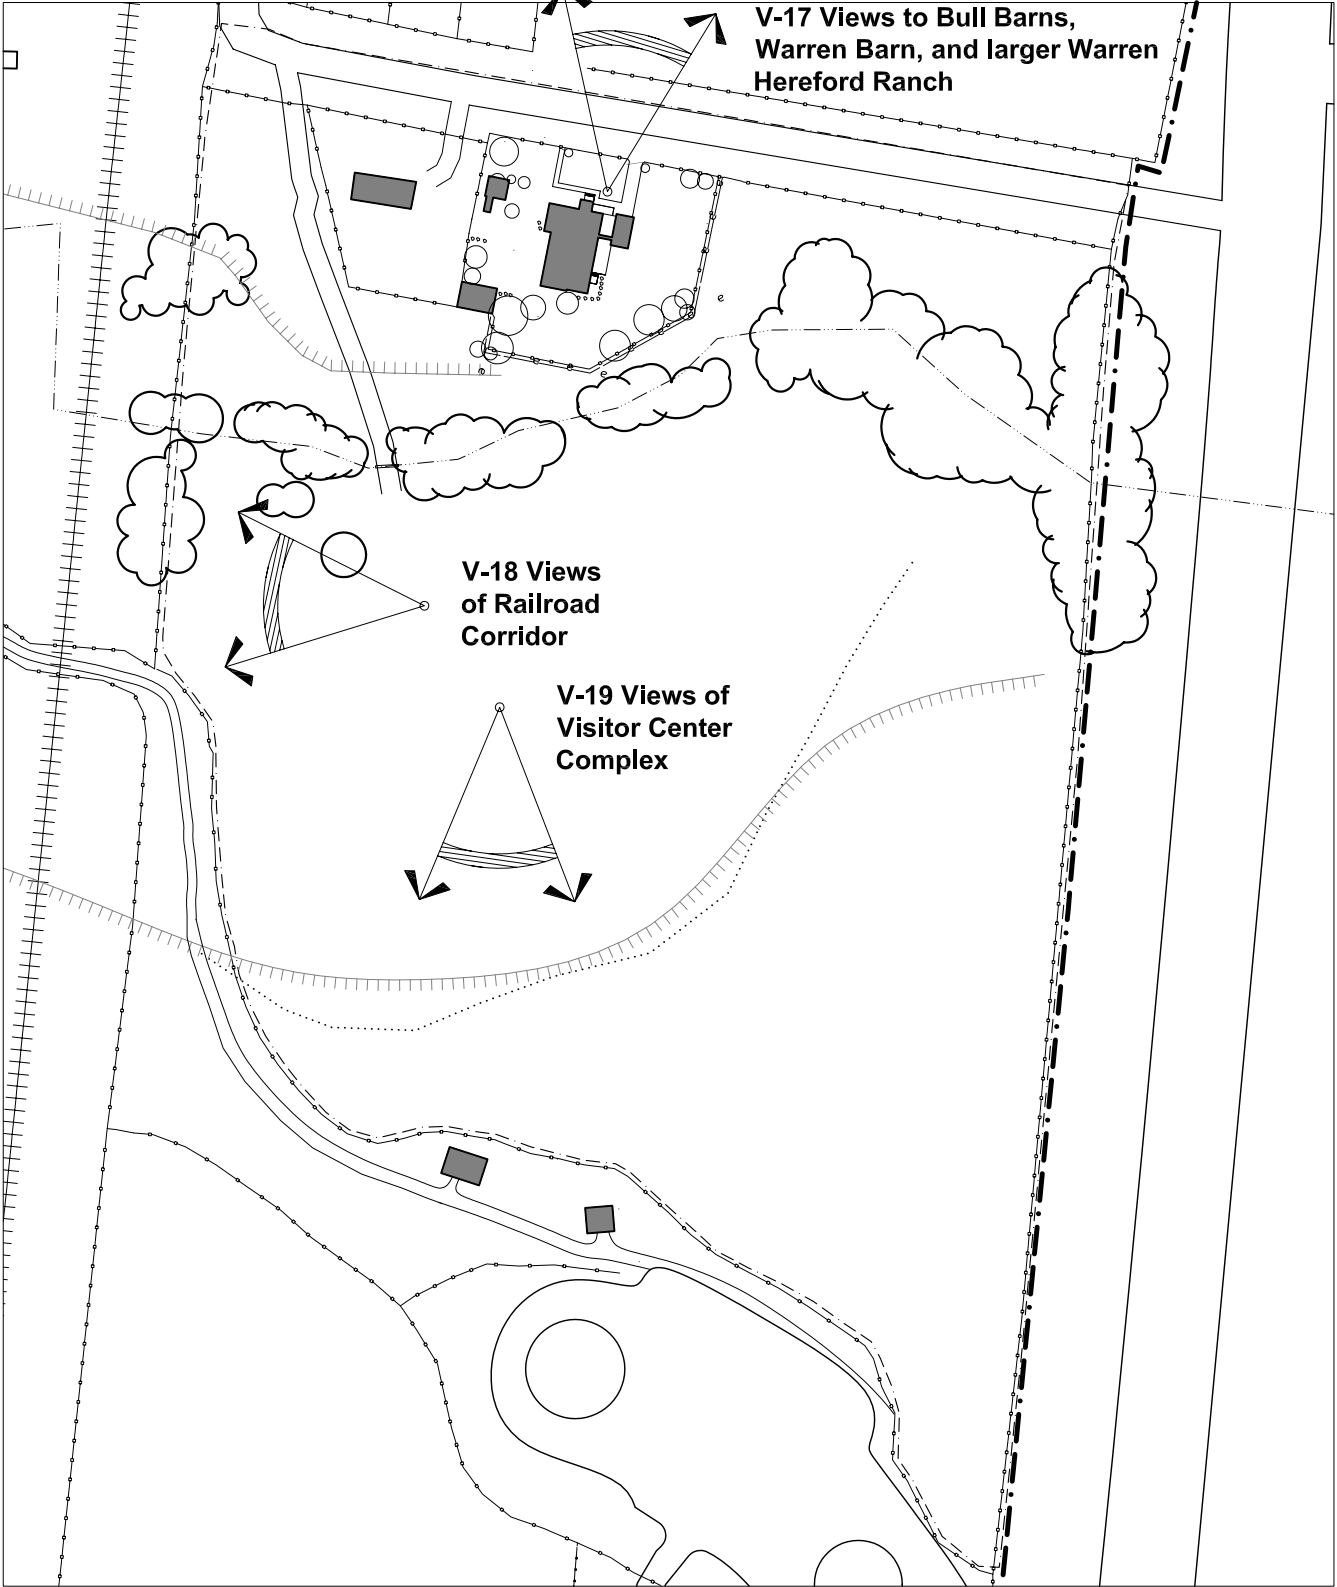 V-17 Views to Bull Barns,
Warren Barn, and larger Warren
Hereford Ranch
V-18 Views
of Railroad
Corridor
V-19 Views of
Visitor Center
Complex